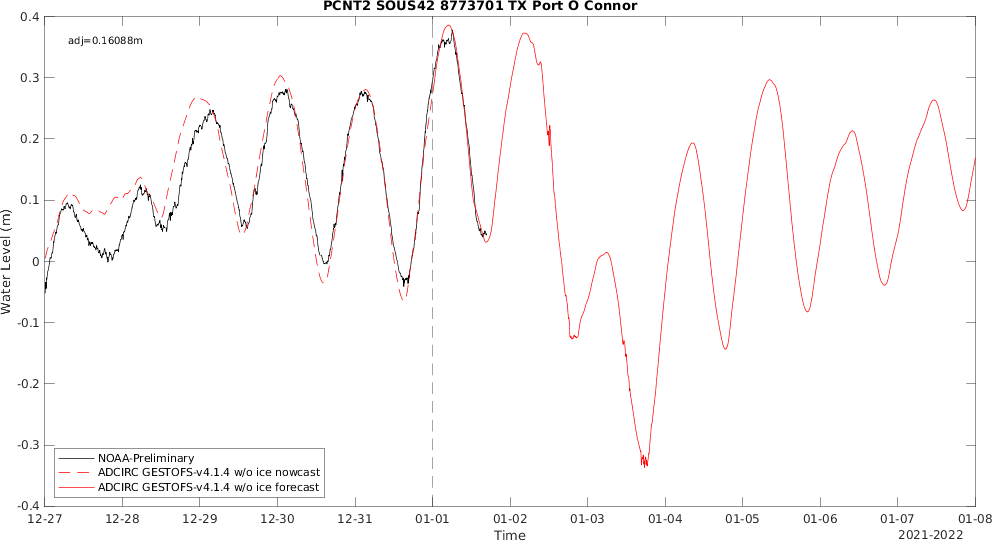 PCNT2 SOUS42 8773701 TX Port O Connor
adj=0.16088m
0.4
0.3
0.2
0.1
0
-0.1
-0.2
-0.3
-0.4
Water Level (m)
NOAA-Preliminary
ADCIRC GESTOFS-v4.1.4 w/o ice nowcast
ADCIRC GESTOFS-v4.1.4 w/o ice forecast
12-27 12-28 12-29 12-30 12-31 01-01 01-02 01-03 01-04 01-05 01-06 01-07 01-08
Time
2021-2022